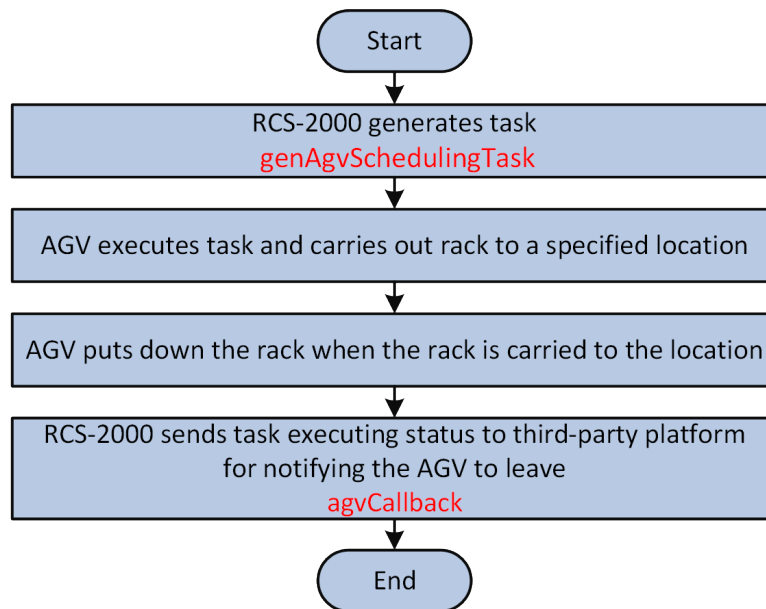 Start
RCS-2000 generates task
genAgvSchedulingTask
AGV executes task and carries out rack to a specified location
AGV puts down the rack when the rack is carried to the location
RCS-2000 sends task executing status to third-party platform
for notifying the AGV to leave
agvCallback
End